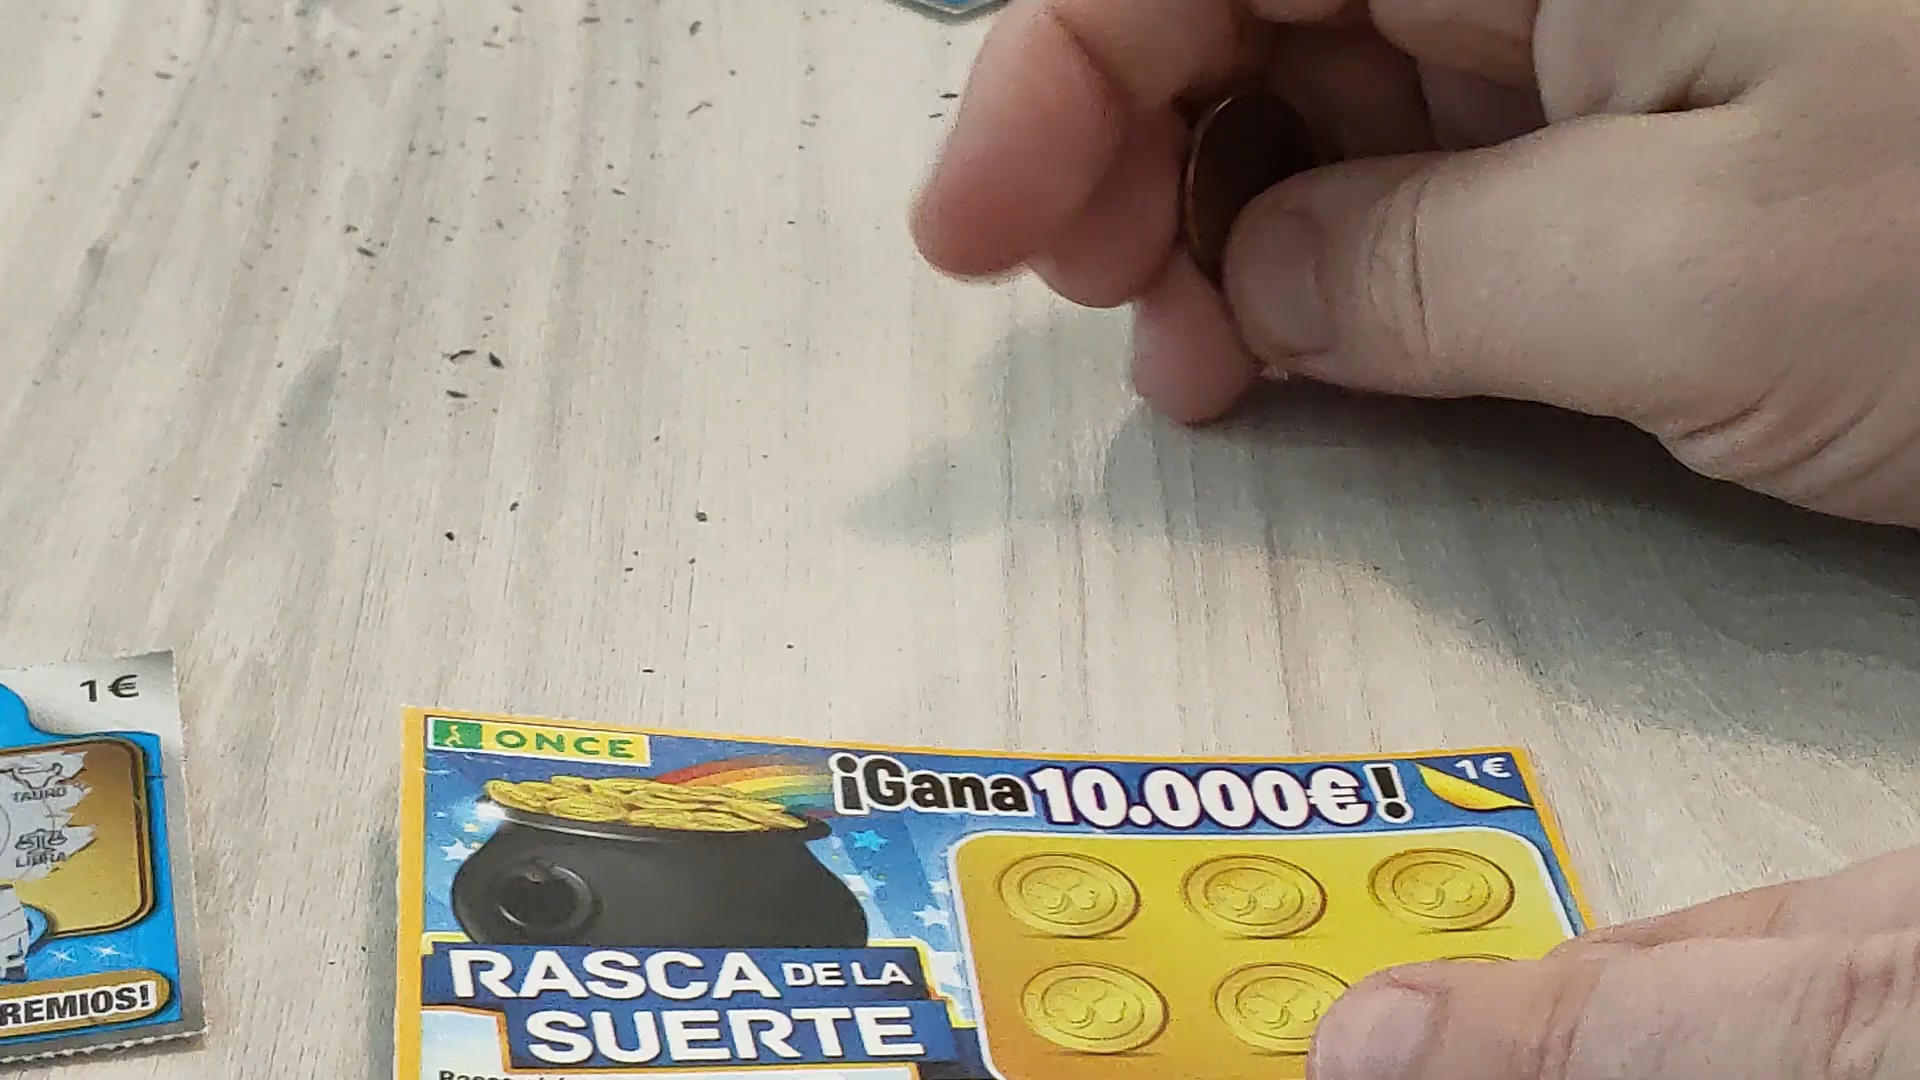 1€
TAURO
LIBRA
REMIOS!
ONCE
¡Gana 10.000€!
1€
RASCA DE LA
SUERTE